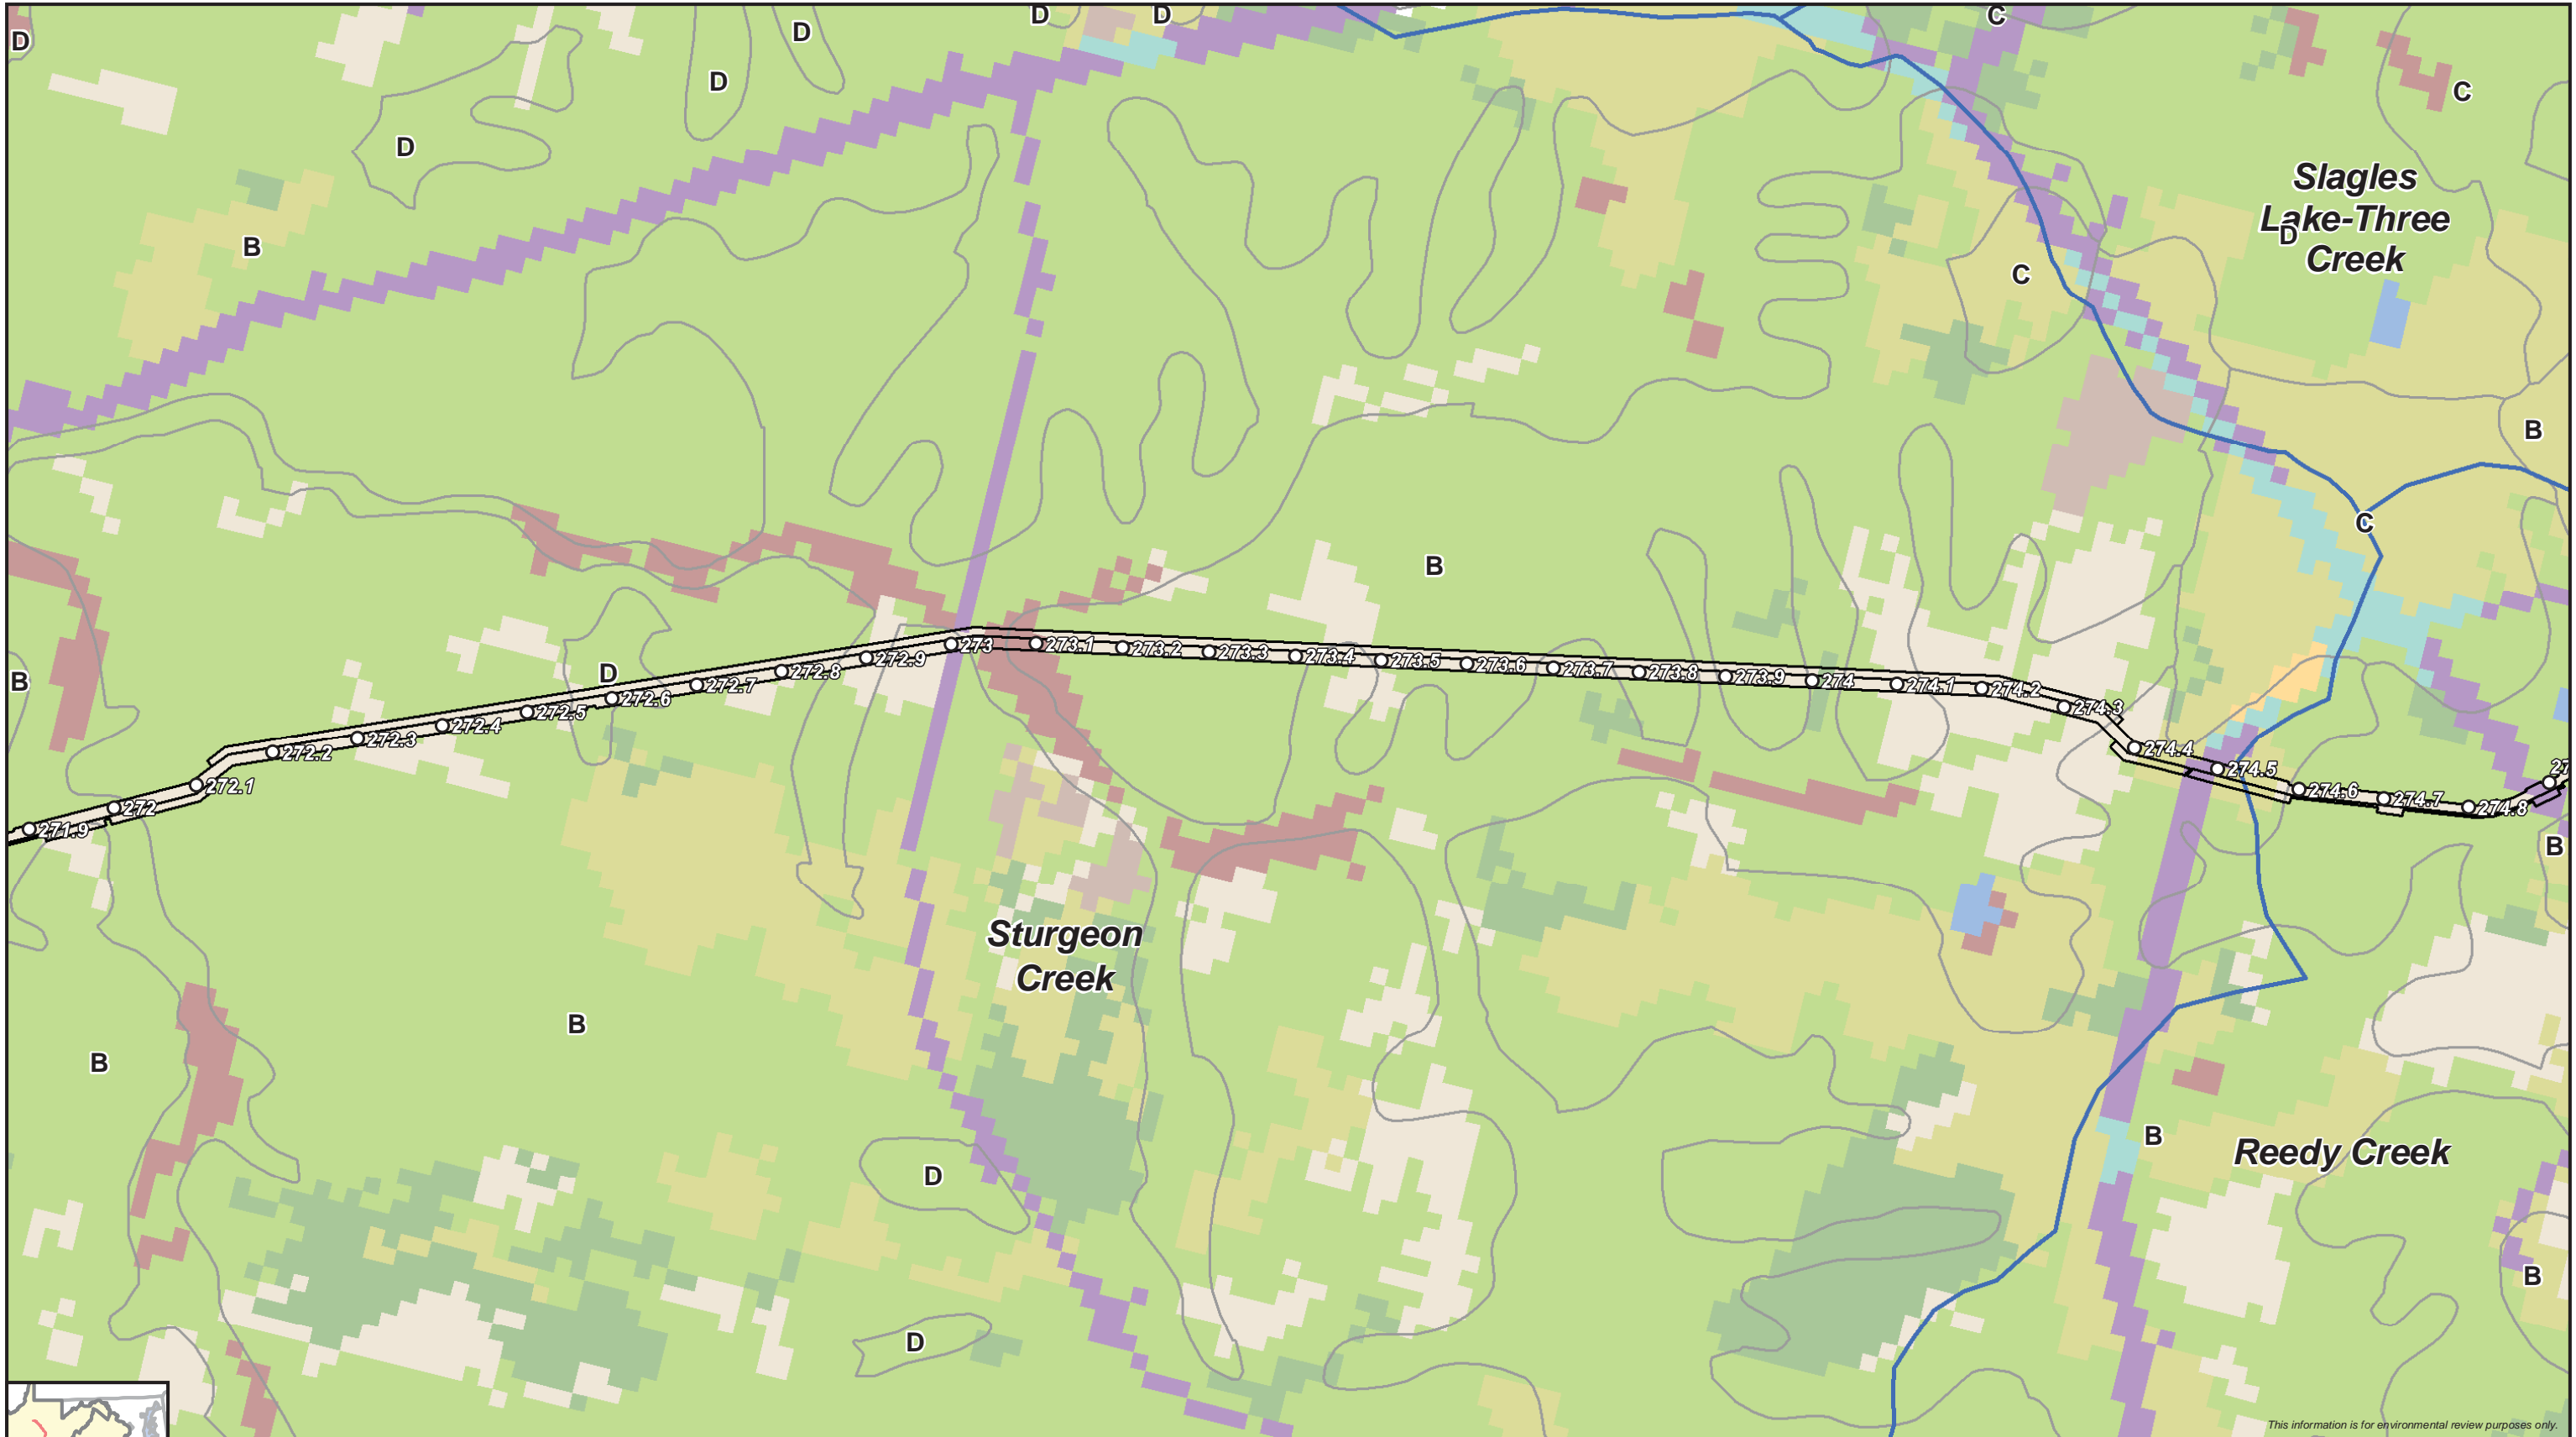 D
D
D
D
C
D
C
D
B
Slagles
Lake-Three
Creek
D
C
B
C
B
B
D
273
273.1
273.2
273.3
273.4
273.5
273.6
273.7
273.8
273.9
274
274.1
274.2
274.3
274.4
274.5
274.6
274.7
274.8
27
272.9
272.8
272.7
272.6
272.5
272.4
272.3
272.2
272.1
272
271.9
B
Sturgeon
Creek
B
B
B
Reedy Creek
D
B
D
This information is for environmental review purposes only.